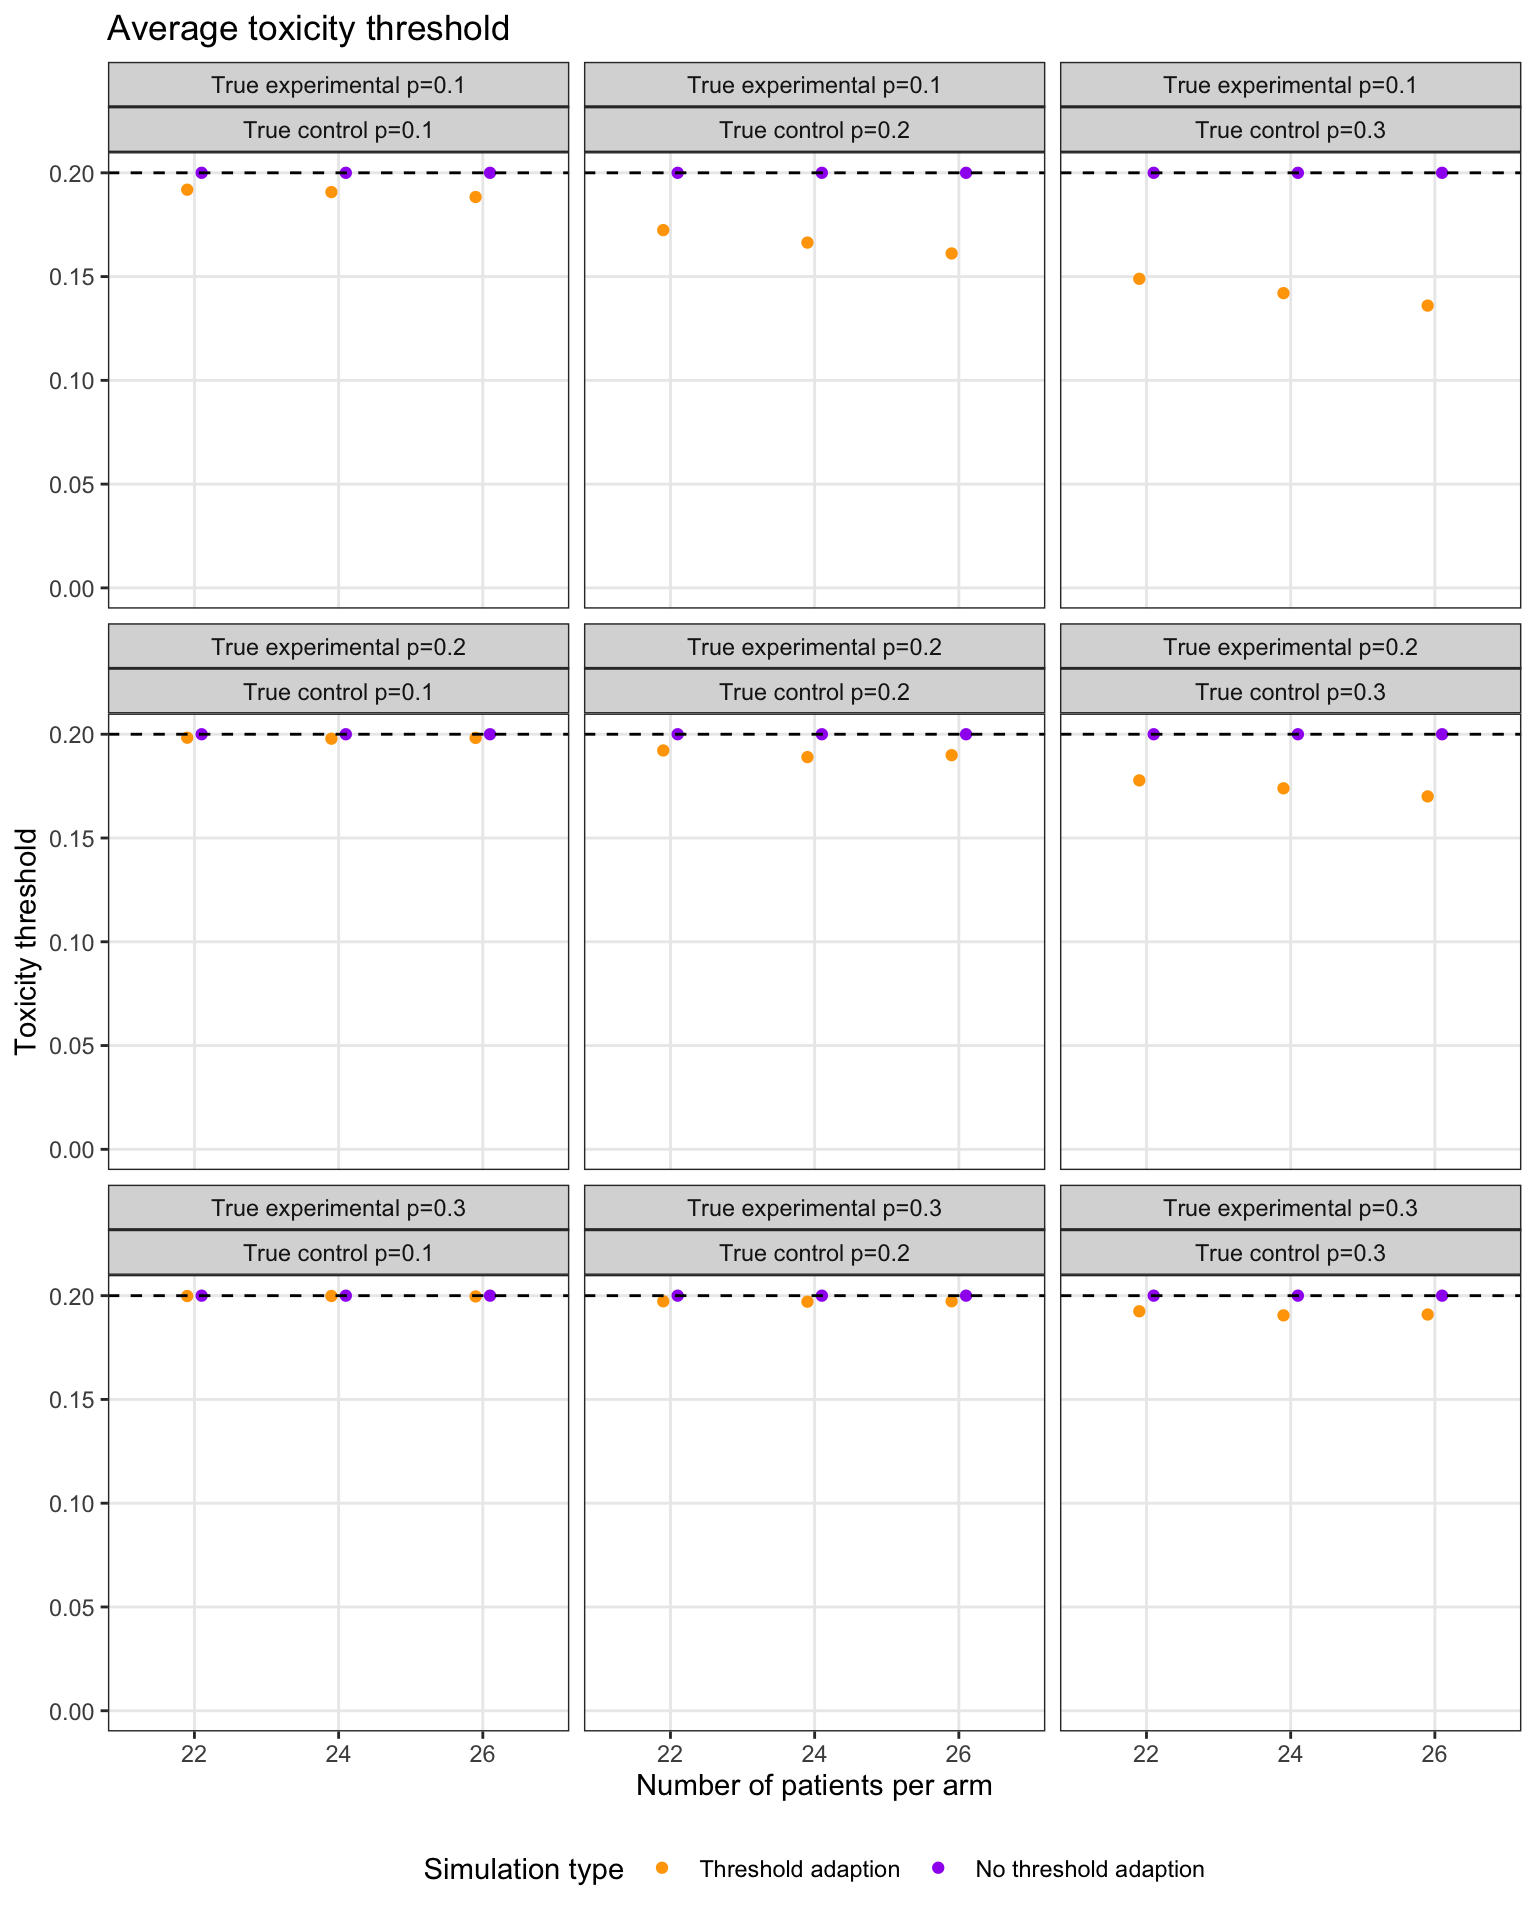 Average toxicity threshold
True experimental p=0.1
True experimental p=0.1
True experimental p=0.1
True control p=0.1
True control p=0.2
True control p=0.3
0.20
0.15
0.10
0.05
0.00
True experimental p=0.2
True experimental p=0.2
True experimental p=0.2
True control p=0.1
True control p=0.2
True control p=0.3
0.20
0.15
0.10
0.05
0.00
Toxicity threshold
True experimental p=0.3
True experimental p=0.3
True experimental p=0.3
True control p=0.1
True control p=0.2
True control p=0.3
0.20
0.15
0.10
0.05
0.00
22 24 26
22 24 26
22 24 26
Number of patients per arm
Simulation type Threshold adaption No threshold adaption